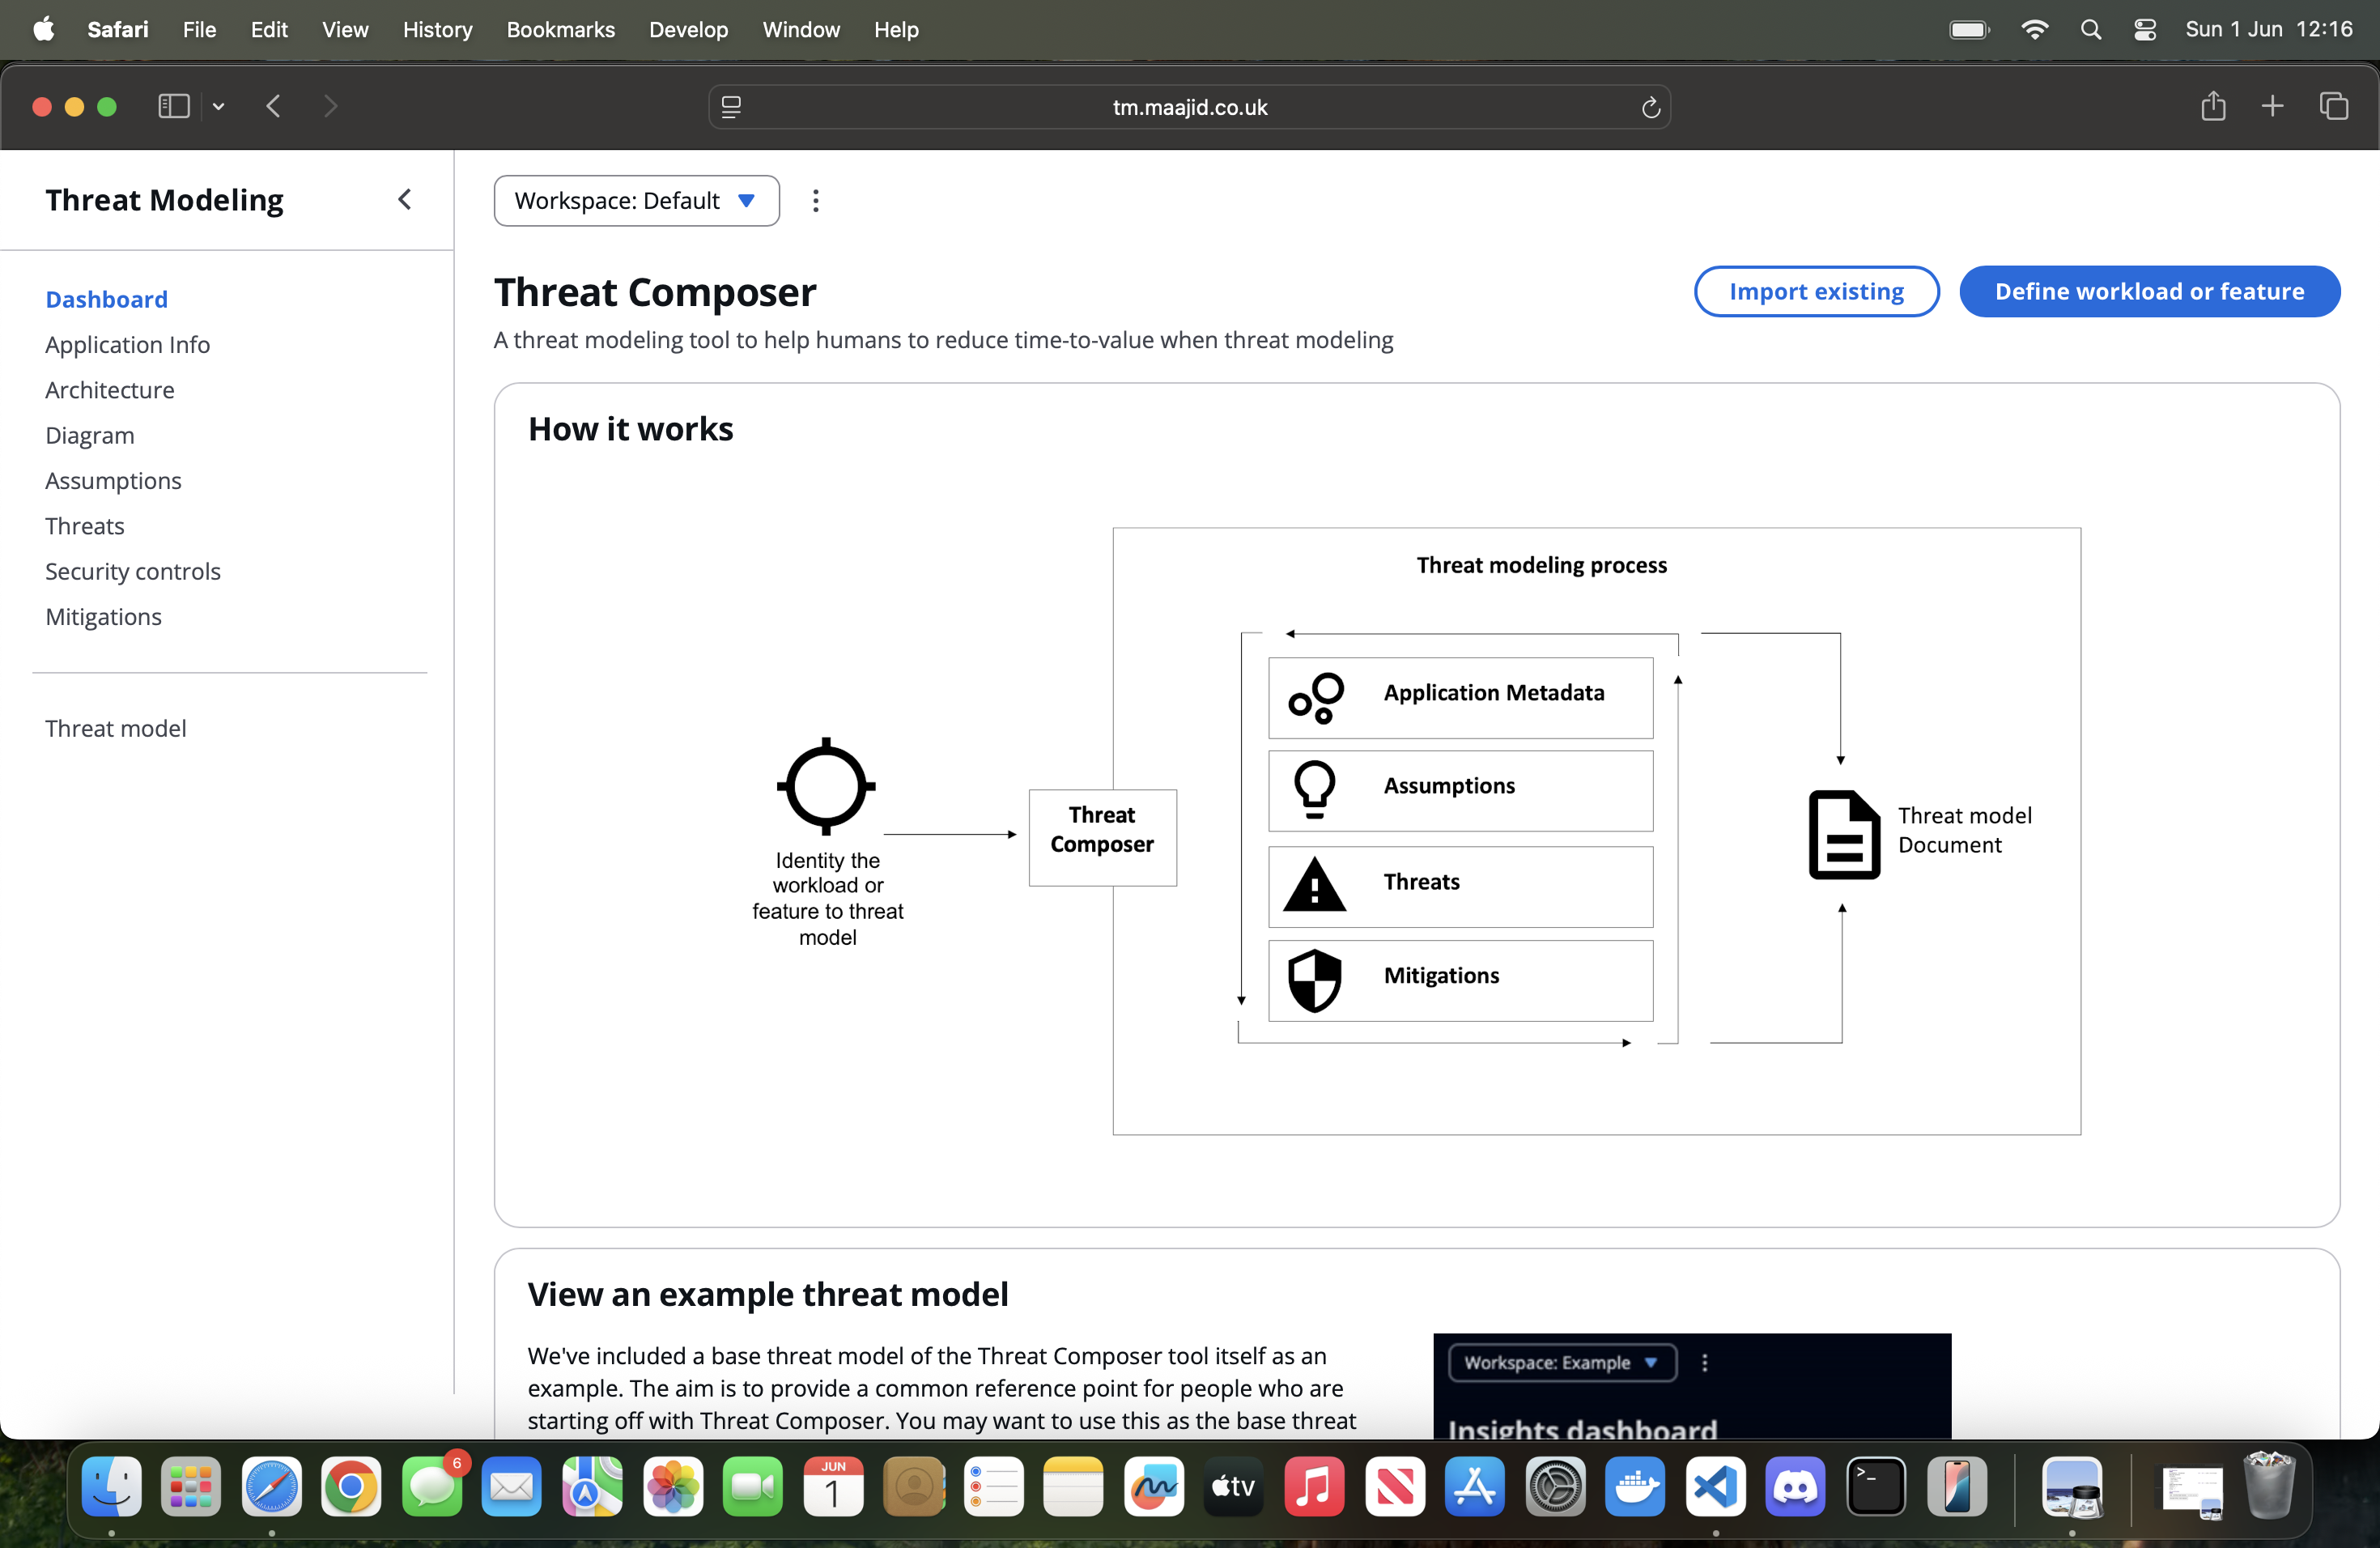 Safari File Edit View History Bookmarks Develop Window Help Sun 1 Jun 12:16
tm.maajid.co.uk
Threat Modeling
Dashboard
Application Info
Architecture
Diagram
Assumptions
Threats
Security controls
Mitigations
Threat model
Workspace: Default
Threat Composer
A threat modeling tool to help humans to reduce time-to-value when threat modeling
Import existing
Define workload or feature
How it works
Identity the
workload or
feature to threat
model
Threat
Composer
Threat modeling process
Application Metadata
Assumptions
Threats
Mitigations
Threat model
Document
View an example threat model
We've included a base threat model of the Threat Composer tool itself as an
example. The aim is to provide a common reference point for people who are
starting off with Threat Composer. You may want to use this as the base threat
Workspace: Example
Insights dashboard
6
JUN
1
tv
>_